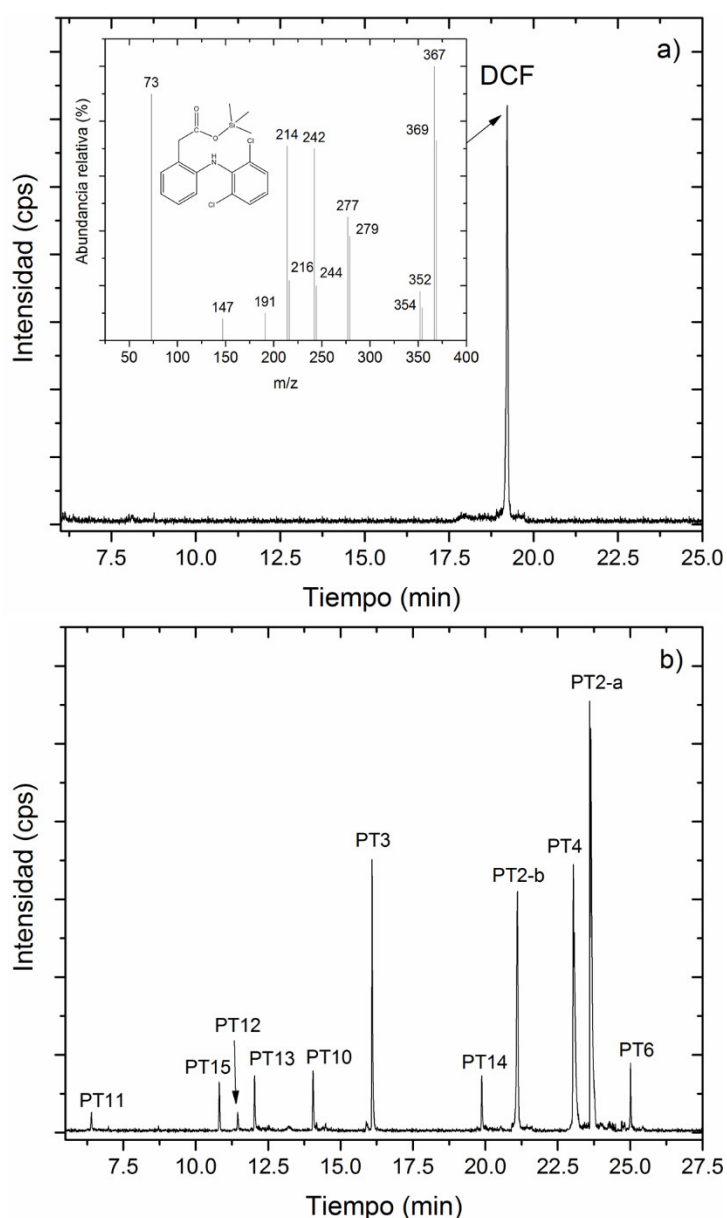 a)
DCF
Intensidad (cps)
Abundancia relativa (%)
73
147
191
214
216
242
244
277
279
352
354
367
369
O
O
Si
H
N
Cl
Cl
50 100 150 200 250 300 350 400
m/z
7.5 10.0 12.5 15.0 17.5 20.0 22.5 25.0
Tiempo (min)
b)
PT2-a
Intensidad (cps)
PT3
PT4
PT2-b
PT12
PT15
PT13
PT10
PT14
PT6
PT11
7.5 10.0 12.5 15.0 17.5 20.0 22.5 25.0 27.5
Tiempo (min)